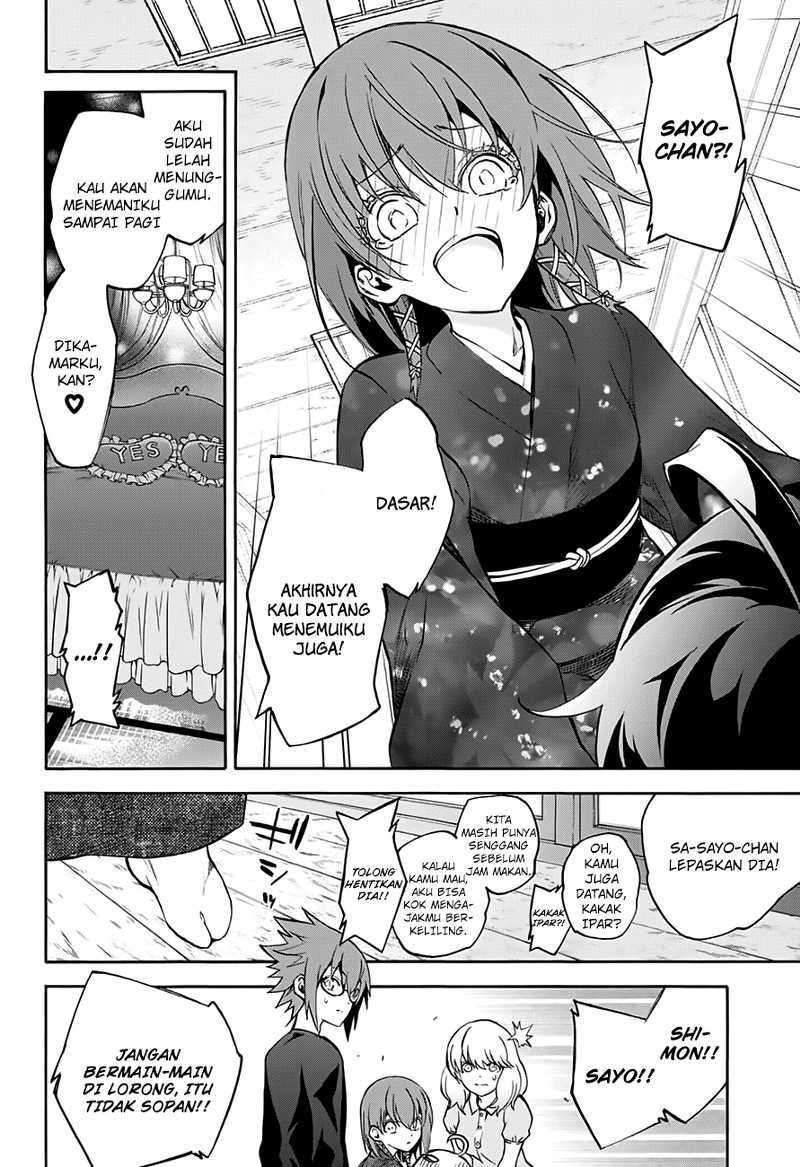 SAYO-
CHAN?!
DASAR!
AKHIRNYA
KAU DATANG
MENEMUIKU
JUGA!
AKU
SUDAH
LELAH
MENUNG-
GUMU.
KAU AKAN
MENEMANIKU
SAMPAI PAGI
DIKA-
MARKU,
KAN?
♥
YES YE
...!!
SA-SAYO-CHAN
LEPASKAN DIA!
OH,
KAMU
JUGA
DATANG,
KAKAK
IPAR?
KAKAK
IPAR?!
KITA
MASIH PUNYA
SENGGANG
SEBELUM
JAM MAKAN.
KALAU
KAMU MAU,
AKU BISA
KOK MENGA-
JAKMU BER-
KELILING.
TOLONG
HENTIKAN
DIA!!
SHI-
MON!!
SAYO!!
JANGAN
BERMAIN-MAIN
DI LORONG, ITU
TIDAK SOPAN!!